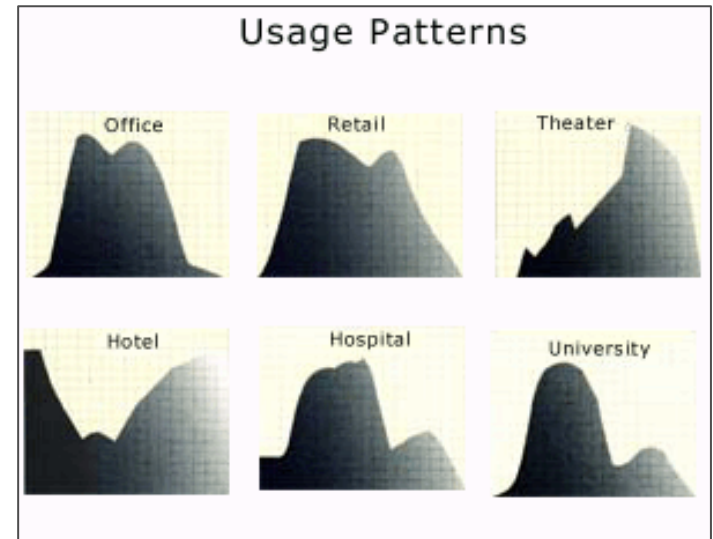 Usage Patterns
Office
Retail
Theater
Hotel
Hospital
University